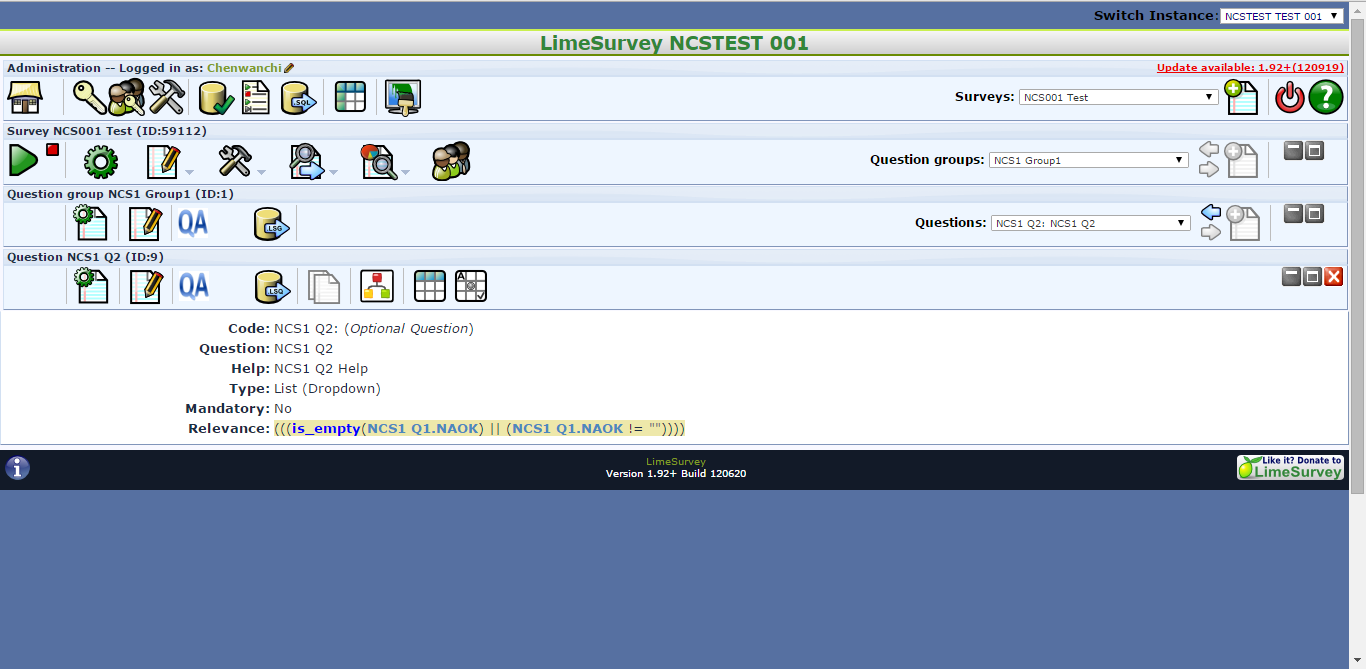 Switch Instance: NCSTEST TEST 001
LimeSurvey NCSTEST 001
Administration -- Logged in as: Chenwanchi
Update available: 1.92+(120919)
SQL
Surveys: NCS001 Test
Survey NCS001 Test (ID:59112)
Question groups: NCS1 Group1
Question group NCS1 Group1 (ID:1)
QA
LSG
Questions: NCS1 Q2: NCS1 Q2
Question NCS1 Q2 (ID:9)
QA
LSQ
A
Code: NCS1 Q2: (Optional Question)
Question: NCS1 Q2
Help: NCS1 Q2 Help
Type: List (Dropdown)
Mandatory: No
Relevance: (((is_empty(NCS1 Q1.NAOK) || (NCS1 Q1.NAOK != ""))))
LimeSurvey
Version 1.92+ Build 120620
Like it? Donate to
LimeSurvey